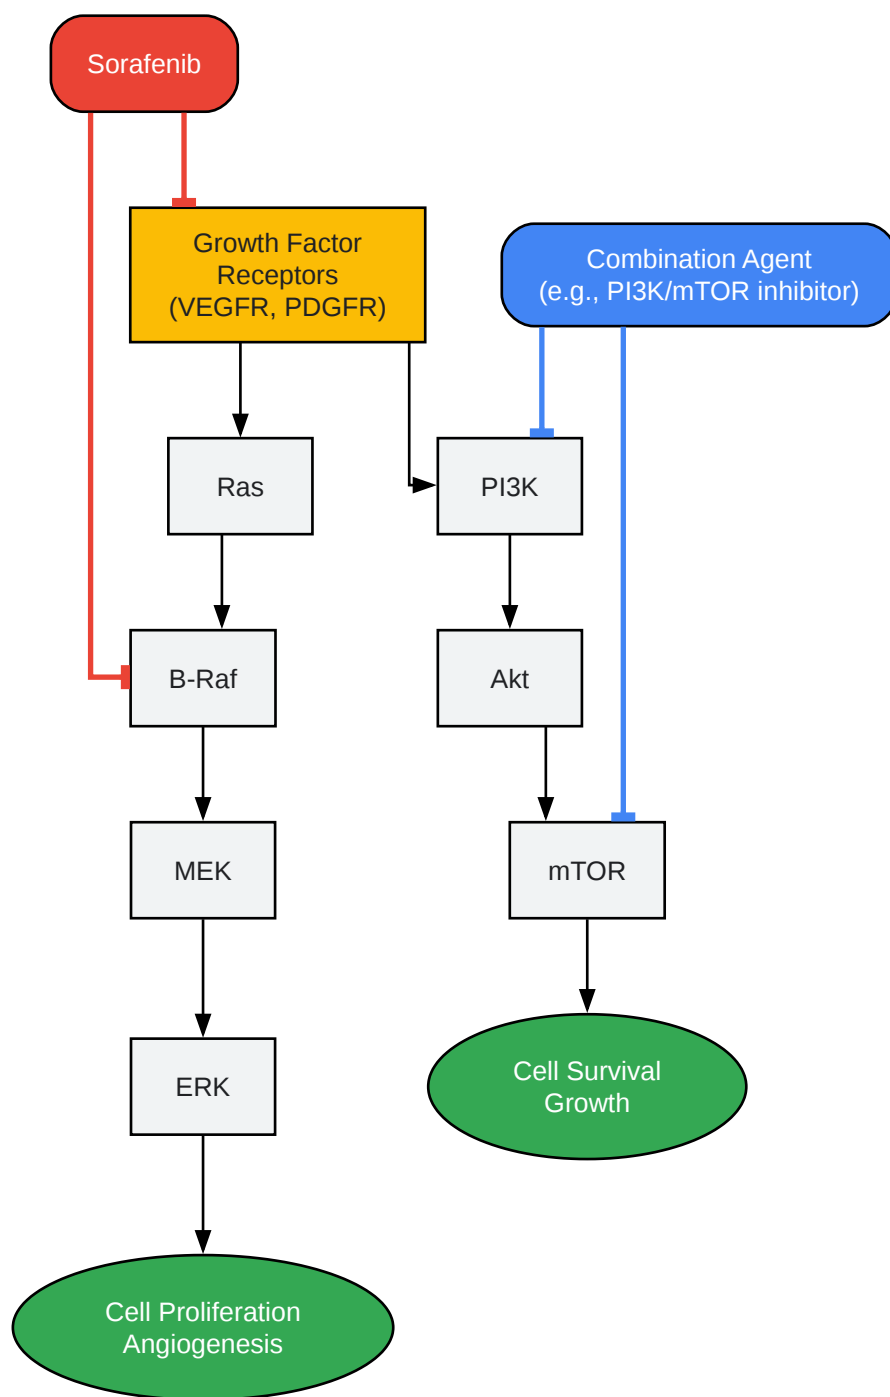 Sorafenib
Growth Factor
Receptors
(VEGFR, PDGFR)
Combination Agent
(e.g., PI3K/mTOR inhibitor)
Ras
PI3K
B-Raf
Akt
MEK
mTOR
ERK
Cell Survival
Growth
Cell Proliferation
Angiogenesis